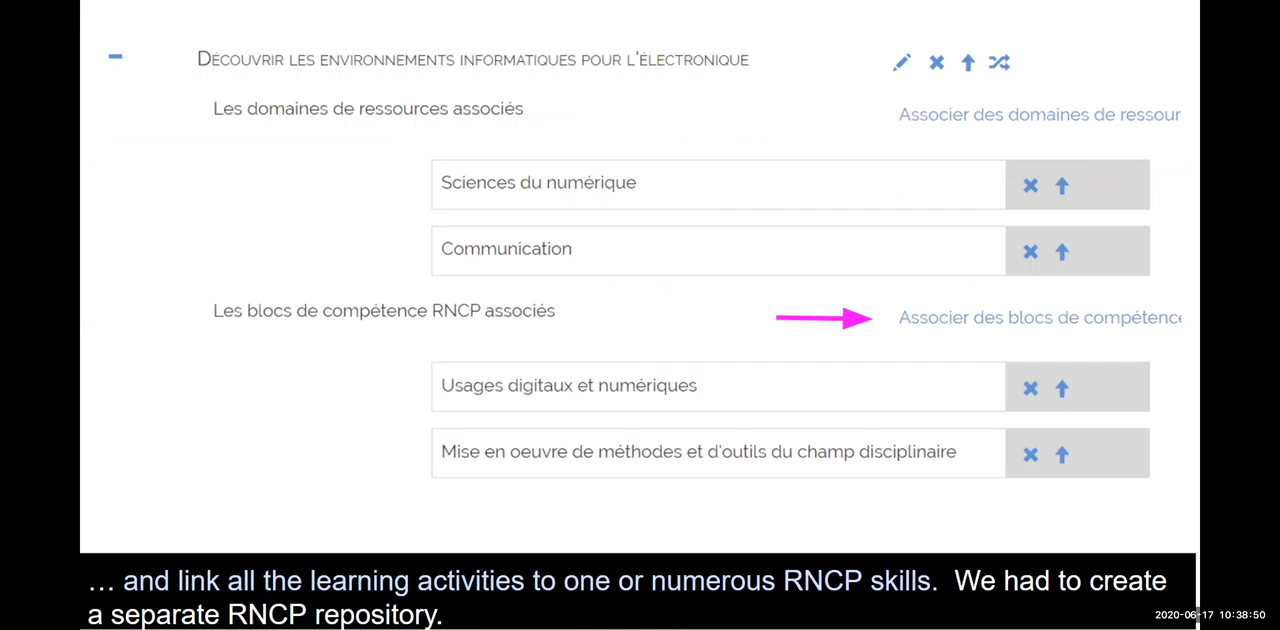 Découvrir les environnements informatiques pour l'électronique
Les domaines de ressources associés
Associer des domaines de ressour
Sciences du numérique
Communication
Les blocs de compétence RNCP associés
Associer des blocs de compétence
Usages digitaux et numériques
Mise en oeuvre de méthodes et d'outils du champ disciplinaire
… and link all the learning activities to one or numerous RNCP skills. We had to create
a separate RNCP repository.
2020-06-17 10:38:50